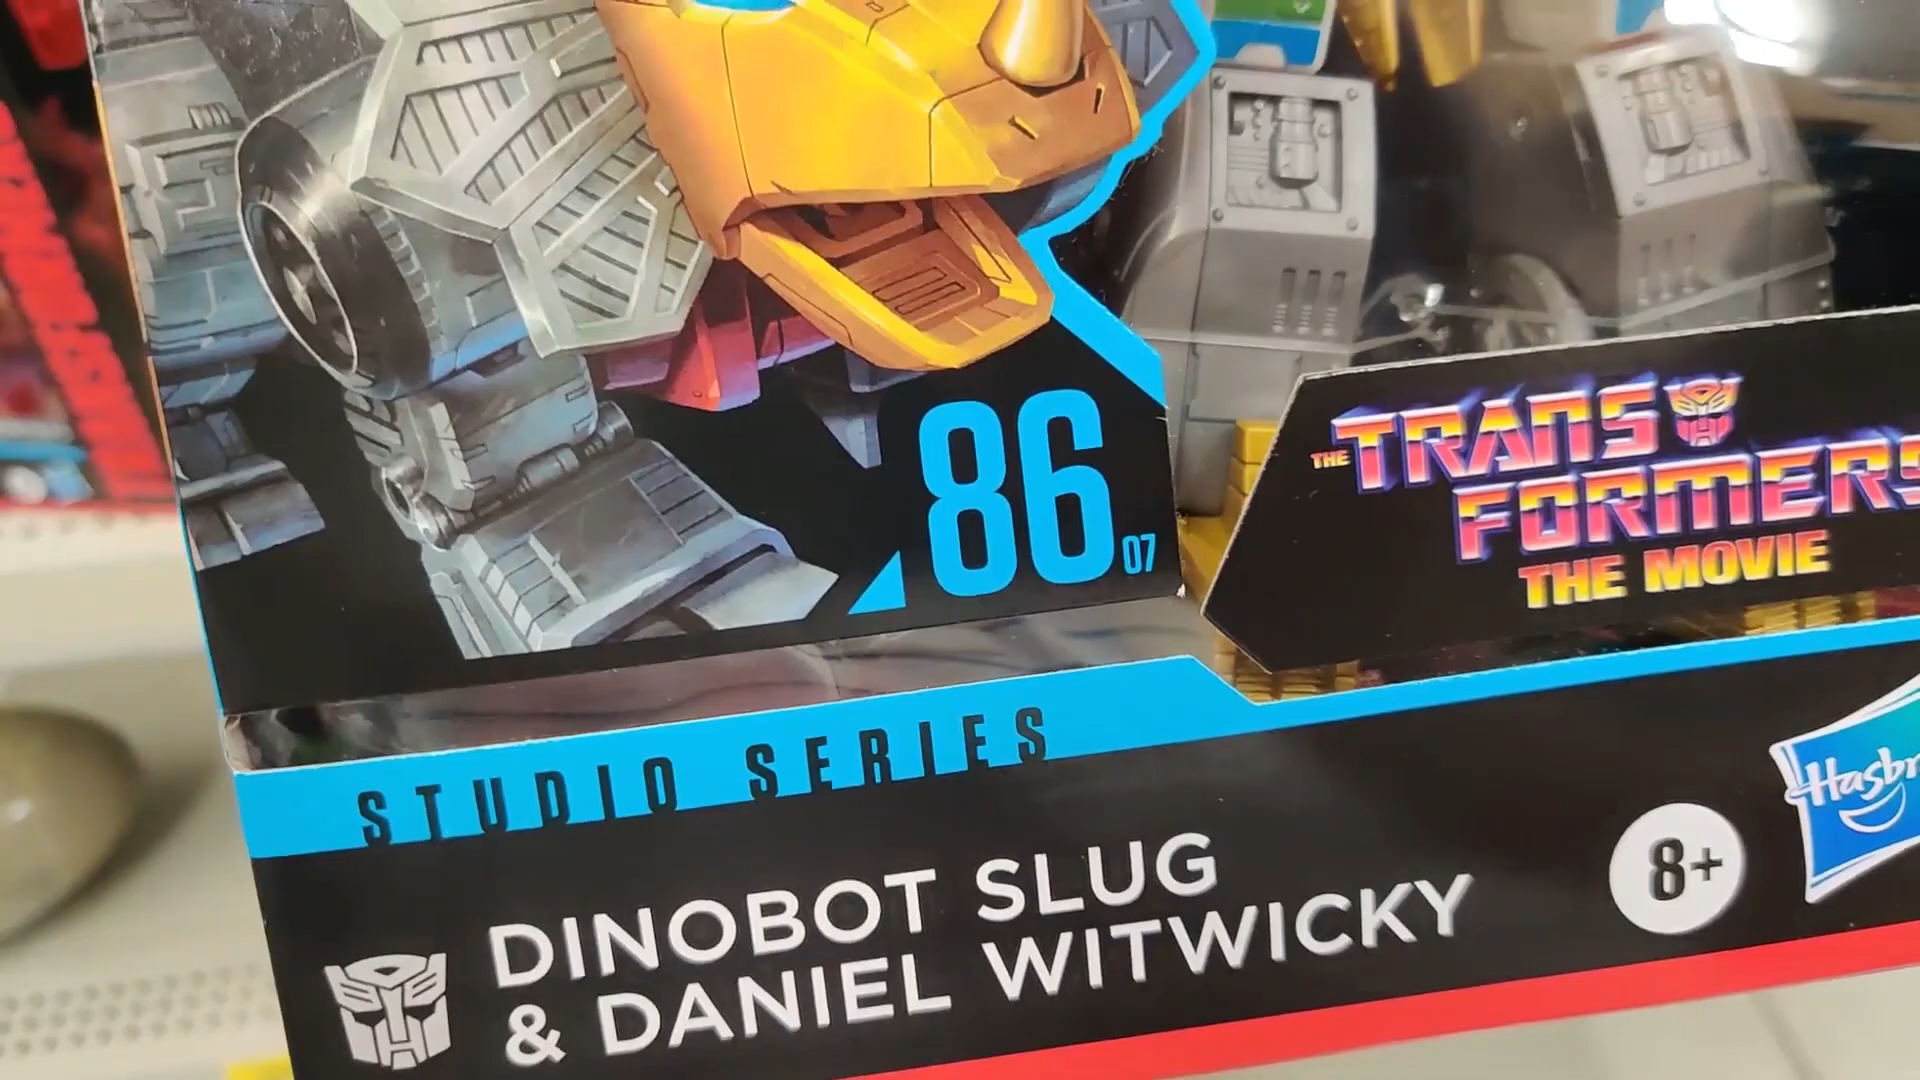 86
07
THE TRANS
FORMERS
THE MOVIE
STUDIO SERIES
Hasbr
DINOBOT SLUG
& DANIEL WITWICKY
8+